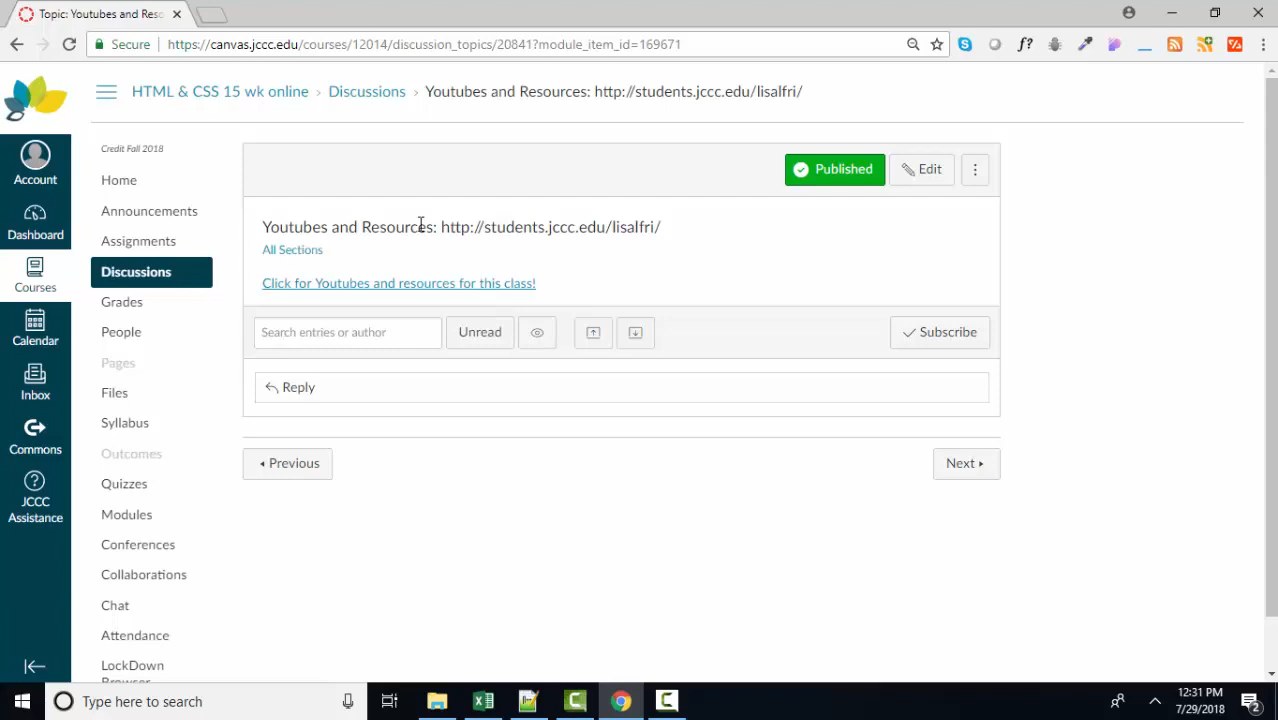 Topic: Youtubes and Reso
Secure
https://canvas.jccc.edu/courses/12014/discussion_topics/20841?module_item_id=169671
f?
HTML & CSS 15 wk online › Discussions › Youtubes and Resources: http://students.jccc.edu/lisalfri/
Account
Dashboard
Courses
Calendar
Inbox
Commons
JCCC
Assistance
Credit Fall 2018
Home
Announcements
Assignments
Discussions
Grades
People
Pages
Files
Syllabus
Outcomes
Quizzes
Modules
Conferences
Collaborations
Chat
Attendance
LockDown
Browser
Published
Edit
Youtubes and Resources: http://students.jccc.edu/lisalfri/
All Sections
Click for Youtubes and resources for this class!
Search entries or author
Unread
Subscribe
Reply
Previous
Next
Type here to search
12:31 PM
7/29/2018
2